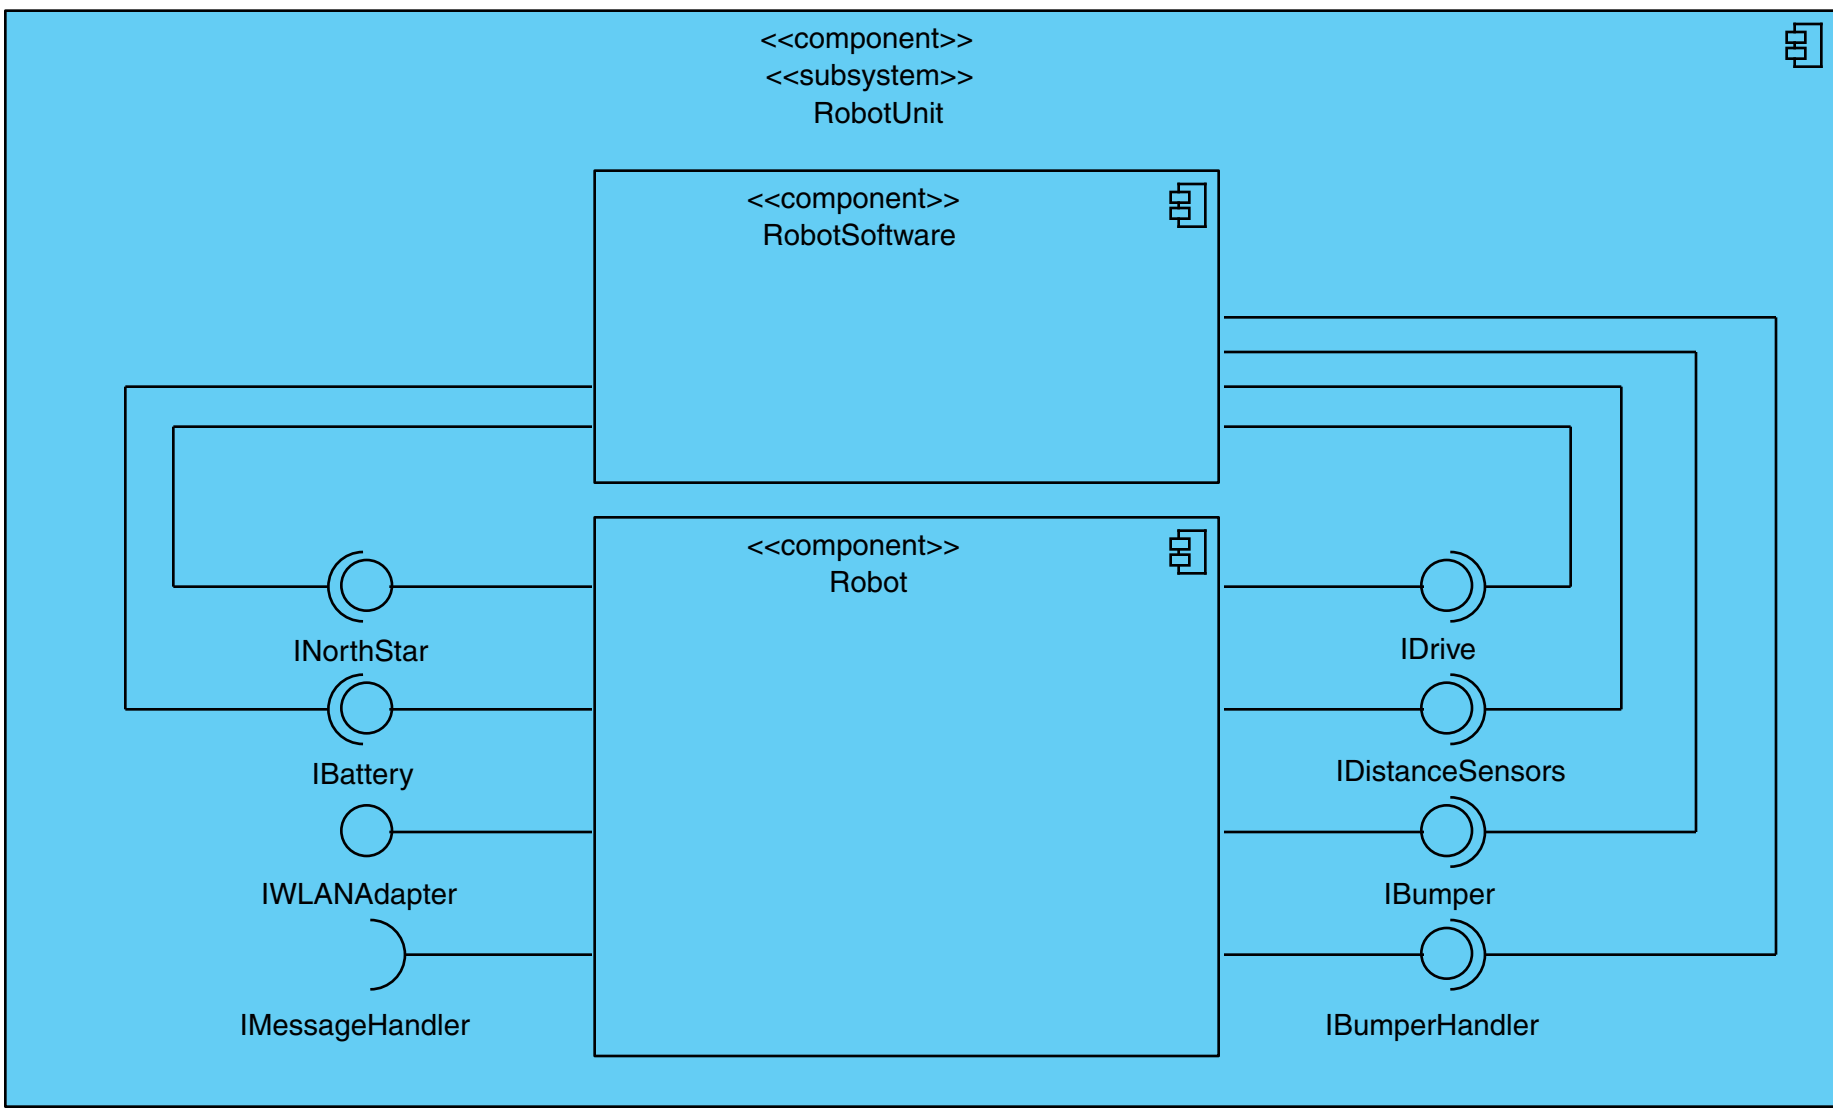 <<component>>
<<subsystem>>
RobotUnit
<<component>>
RobotSoftware
<<component>>
Robot
INorthStar
IBattery
IWLANAdapter
IMessageHandler
IDrive
IDistanceSensors
IBumper
IBumperHandler